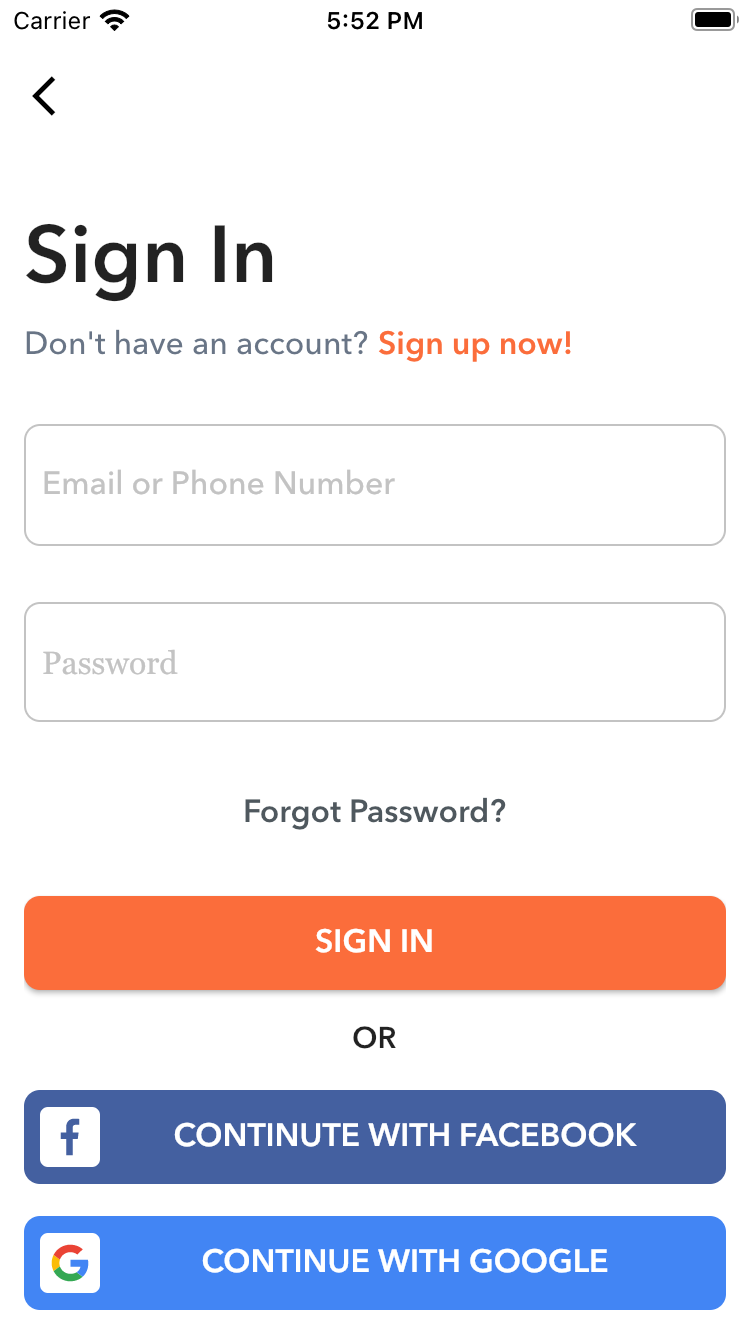 Carrier 5:52 PM
Sign In
Don't have an account? Sign up now!
Email or Phone Number
Password
Forgot Password?
SIGN IN
OR
CONTINUTE WITH FACEBOOK
CONTINUE WITH GOOGLE